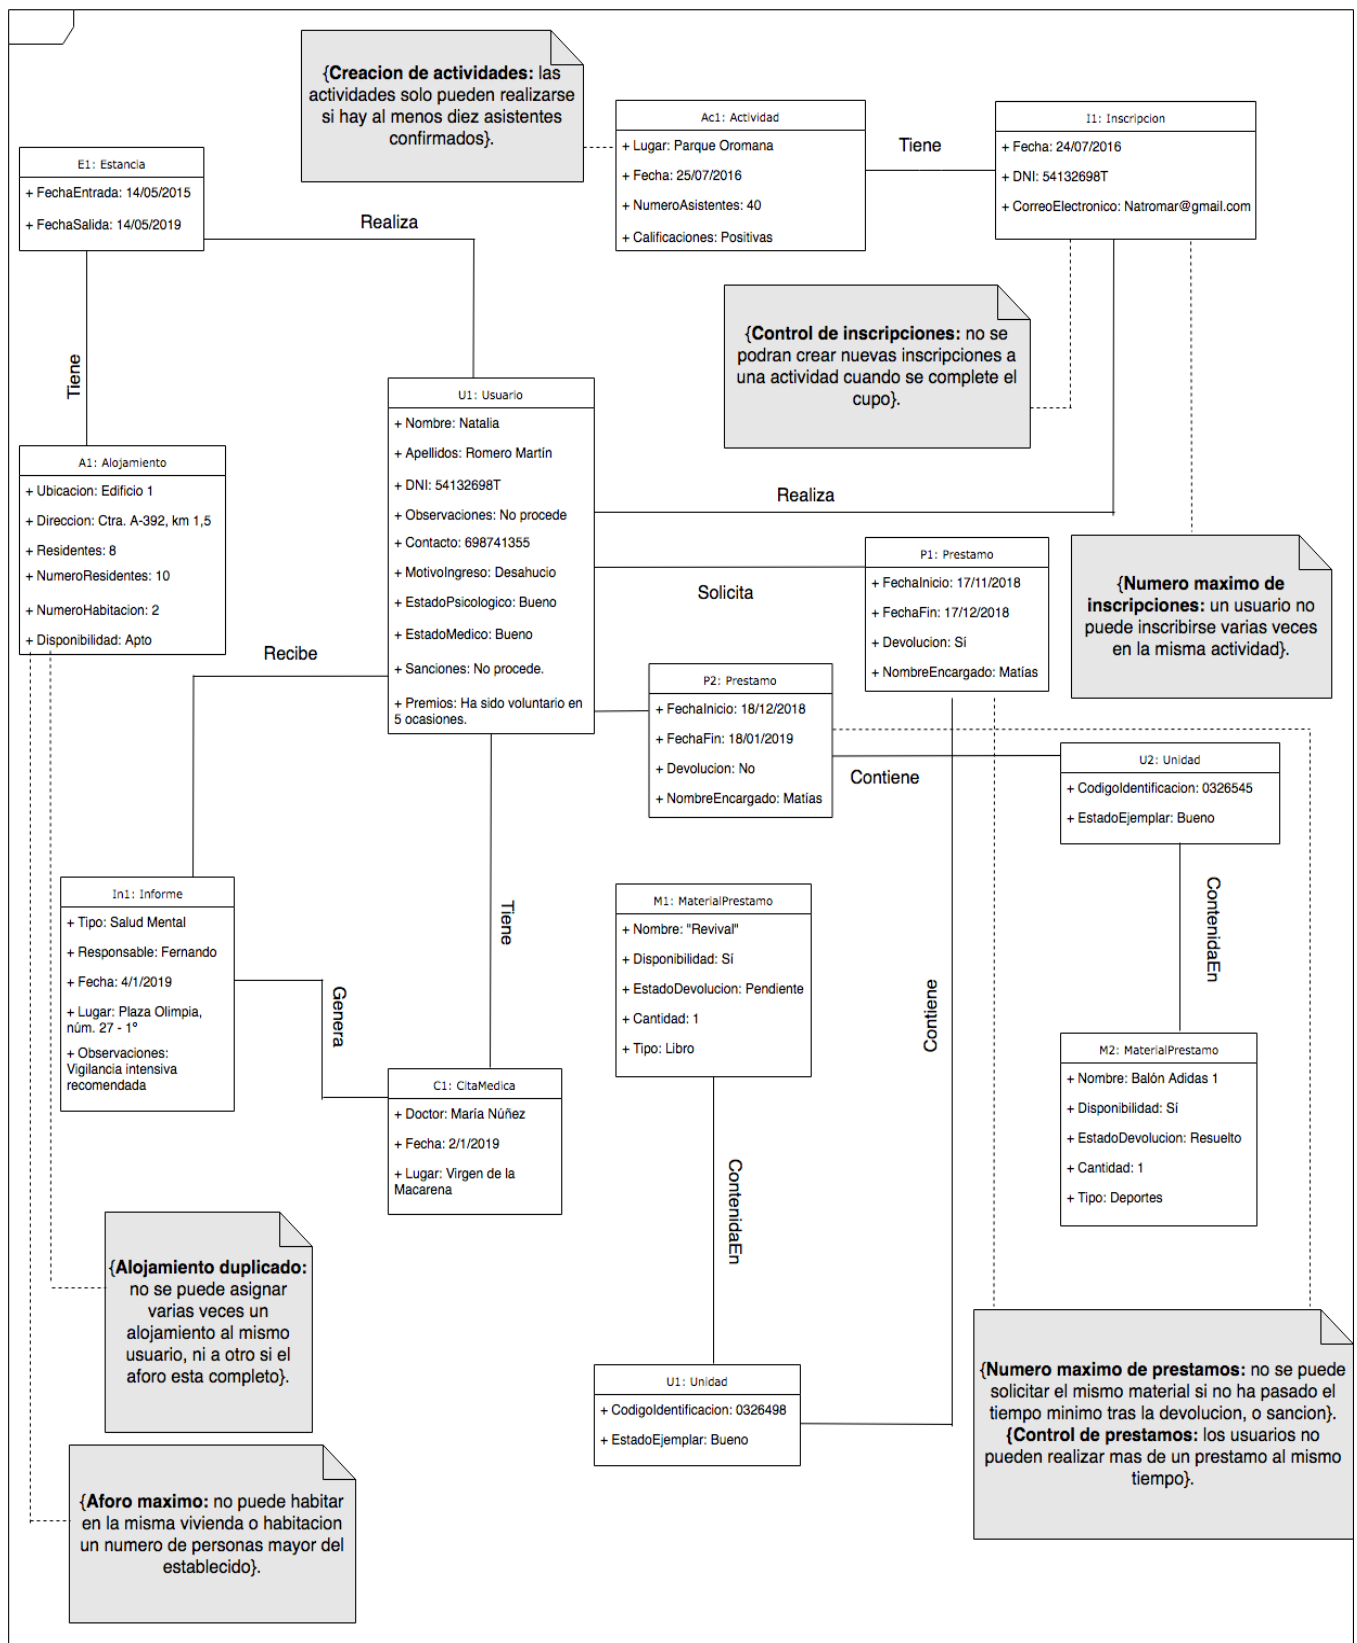 {Creacion de actividades: las
actividades solo pueden realizarse
si hay al menos diez asistentes
confirmados}.
Ac1: Actividad
+ Lugar: Parque Oromana
+ Fecha: 25/07/2016
+ NumeroAsistentes: 40
+ Calificaciones: Positivas
Tiene
I1: Inscripcion
+ Fecha: 24/07/2016
+ DNI: 54132698T
+ CorreoElectronico: Natromar@gmail.com
E1: Estancia
+ FechaEntrada: 14/05/2015
+ FechaSalida: 14/05/2019
Realiza
{Control de inscripciones: no se
podran crear nuevas inscripciones a
una actividad cuando se complete el
cupo}.
Tiene
U1: Usuario
+ Nombre: Natalia
+ Apellidos: Romero Martín
+ DNI: 54132698T
+ Observaciones: No procede
+ Contacto: 698741355
+ MotivoIngreso: Desahucio
+ EstadoPsicologico: Bueno
+ EstadoMedico: Bueno
+ Sanciones: No procede.
+ Premios: Ha sido voluntario en
5 ocasiones.
A1: Alojamiento
+ Ubicacion: Edificio 1
+ Direccion: Ctra. A-392, km 1,5
+ Residentes: 8
+ NumeroResidentes: 10
+ NumeroHabitacion: 2
+ Disponibilidad: Apto
Realiza
Solicita
P1: Prestamo
+ FechaInicio: 17/11/2018
+ FechaFin: 17/12/2018
+ Devolucion: Sí
+ NombreEncargado: Matías
{Numero maximo de
inscripciones: un usuario no
puede inscribirse varias veces
en la misma actividad}.
Recibe
P2: Prestamo
+ FechaInicio: 18/12/2018
+ FechaFin: 18/01/2019
+ Devolucion: No
+ NombreEncargado: Matías
Contiene
U2: Unidad
+ CodigoIdentificacion: 0326545
+ EstadoEjemplar: Bueno
In1: Informe
+ Tipo: Salud Mental
+ Responsable: Fernando
+ Fecha: 4/1/2019
+ Lugar: Plaza Olimpia,
núm. 27 - 1º
+ Observaciones:
Vigilancia intensiva
recomendada
Genera
Tiene
M1: MaterialPrestamo
+ Nombre: "Revival"
+ Disponibilidad: Sí
+ EstadoDevolucion: Pendiente
+ Cantidad: 1
+ Tipo: Libro
Contiene
ContenidaEn
C1: CitaMedica
+ Doctor: María Núñez
+ Fecha: 2/1/2019
+ Lugar: Virgen de la
Macarena
M2: MaterialPrestamo
+ Nombre: Balón Adidas 1
+ Disponibilidad: Sí
+ EstadoDevolucion: Resuelto
+ Cantidad: 1
+ Tipo: Deportes
ContenidaEn
{Alojamiento duplicado:
no se puede asignar
varias veces un
alojamiento al mismo
usuario, ni a otro si el
aforo esta completo}.
U1: Unidad
+ CodigoIdentificacion: 0326498
+ EstadoEjemplar: Bueno
{Numero maximo de prestamos: no se puede
solicitar el mismo material si no ha pasado el
tiempo minimo tras la devolucion, o sancion}.
{Control de prestamos: los usuarios no
pueden realizar mas de un prestamo al mismo
tiempo}.
{Aforo maximo: no puede habitar
en la misma vivienda o habitacion
un numero de personas mayor del
establecido}.